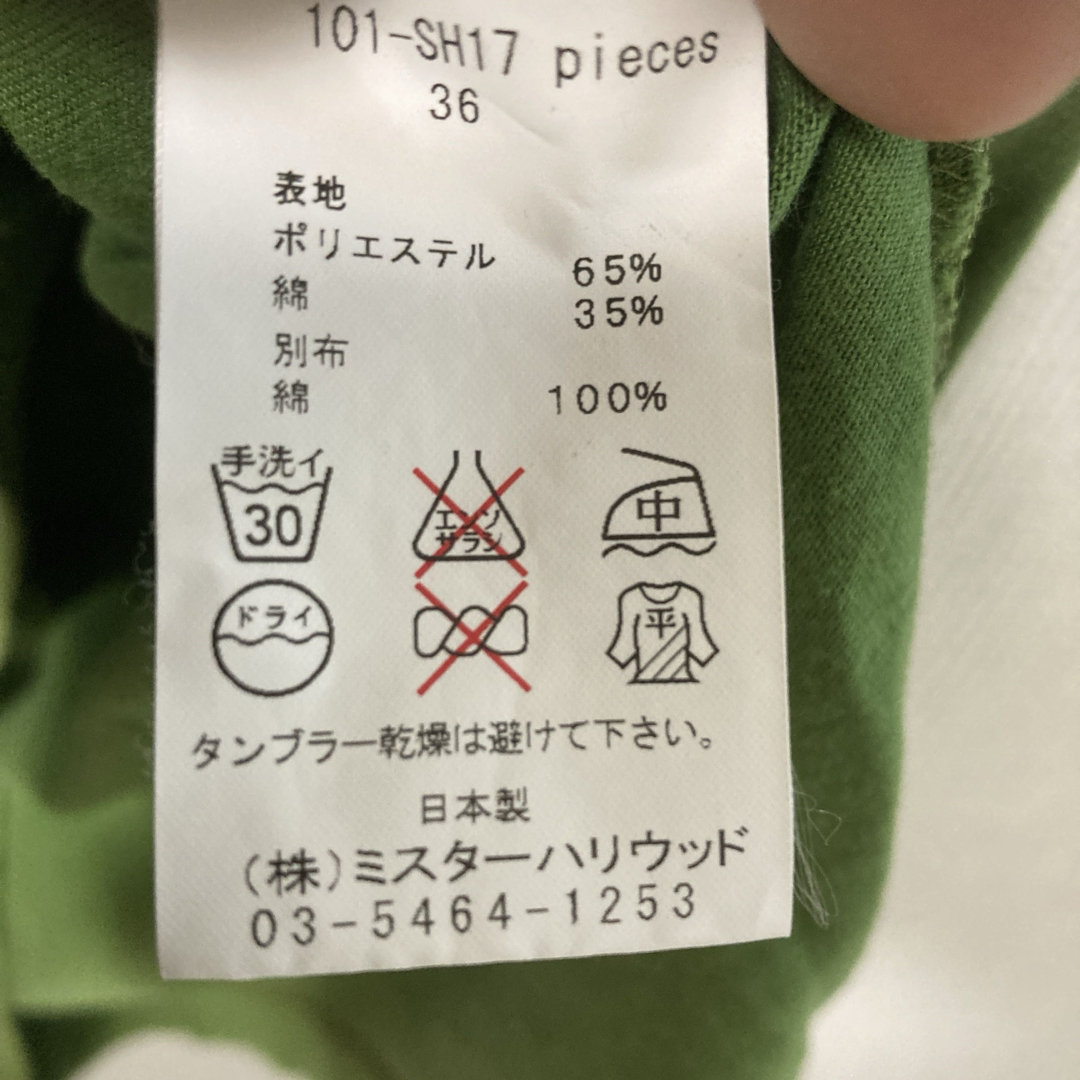 101-SH17 pieces
36
表地
ポリエステル 65%
綿 35%
別布
綿 100%
手洗イ
30
エンソ
サラシ
中
ドライ
平
タンブラー乾燥は避けて下さい。
日本製
(株)ミスターハリウッド
03-5464-1253